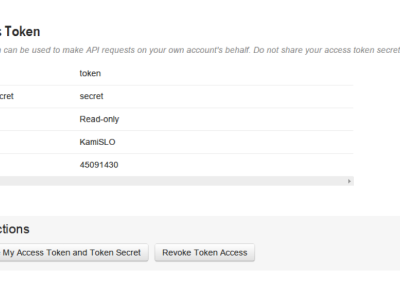 s Token
can be used to make API requests on your own account's behalf. Do not share your access token secret
token
cret secret
Read-only
KamiSLO
45091430
ctions
My Access Token and Token Secret Revoke Token Access